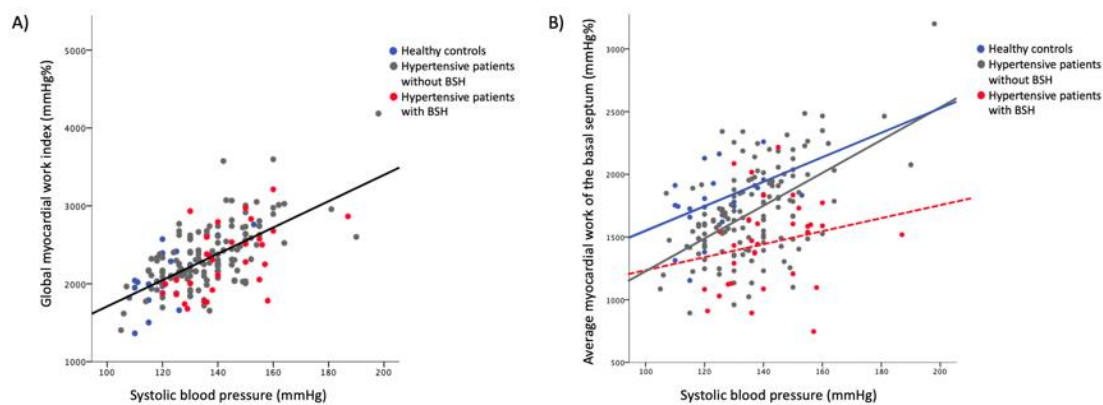 A)
Global myocardial work index (mmHg%)
5000
4000
3000
2000
1000
100 120 140 160 180 200
Systolic blood pressure (mmHg)
Healthy controls
Hypertensive patients
without BSH
Hypertensive patients
with BSH
B)
Average myocardial work of the basal septum (mmHg%)
3000
2500
2000
1500
1000
500
100 120 140 160 180 200
Systolic blood pressure (mmHg)
Healthy controls
Hypertensive patients
without BSH
Hypertensive patients
with BSH